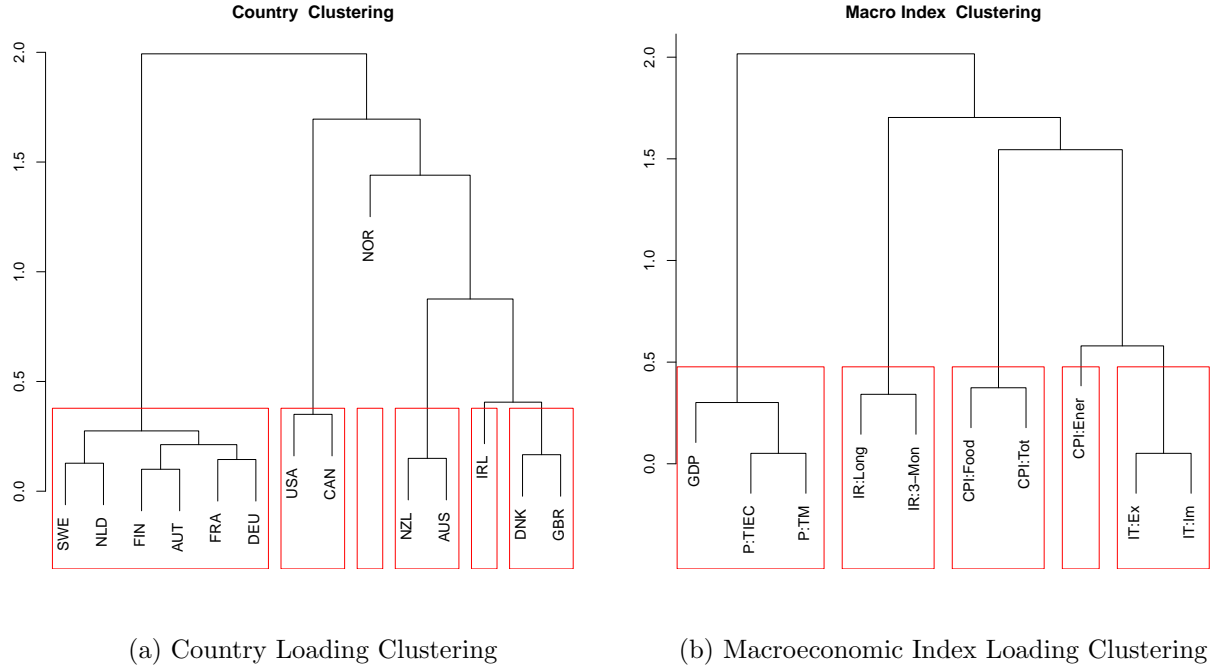 Country Clustering
2.0
1.5
1.0
0.5
0.0
SWE
NLD
FIN
AUT
FRA
DEU
USA
CAN
NOR
NZL
AUS
IRL
DNK
GBR
(a) Country Loading Clustering
Macro Index Clustering
2.0
1.5
1.0
0.5
0.0
GDP
P:TIEC
P:TM
IR:Long
IR:3−Mon
CPI:Food
CPI:Tot
CPI:Ener
IT:Ex
IT:Im
(b) Macroeconomic Index Loading Clustering